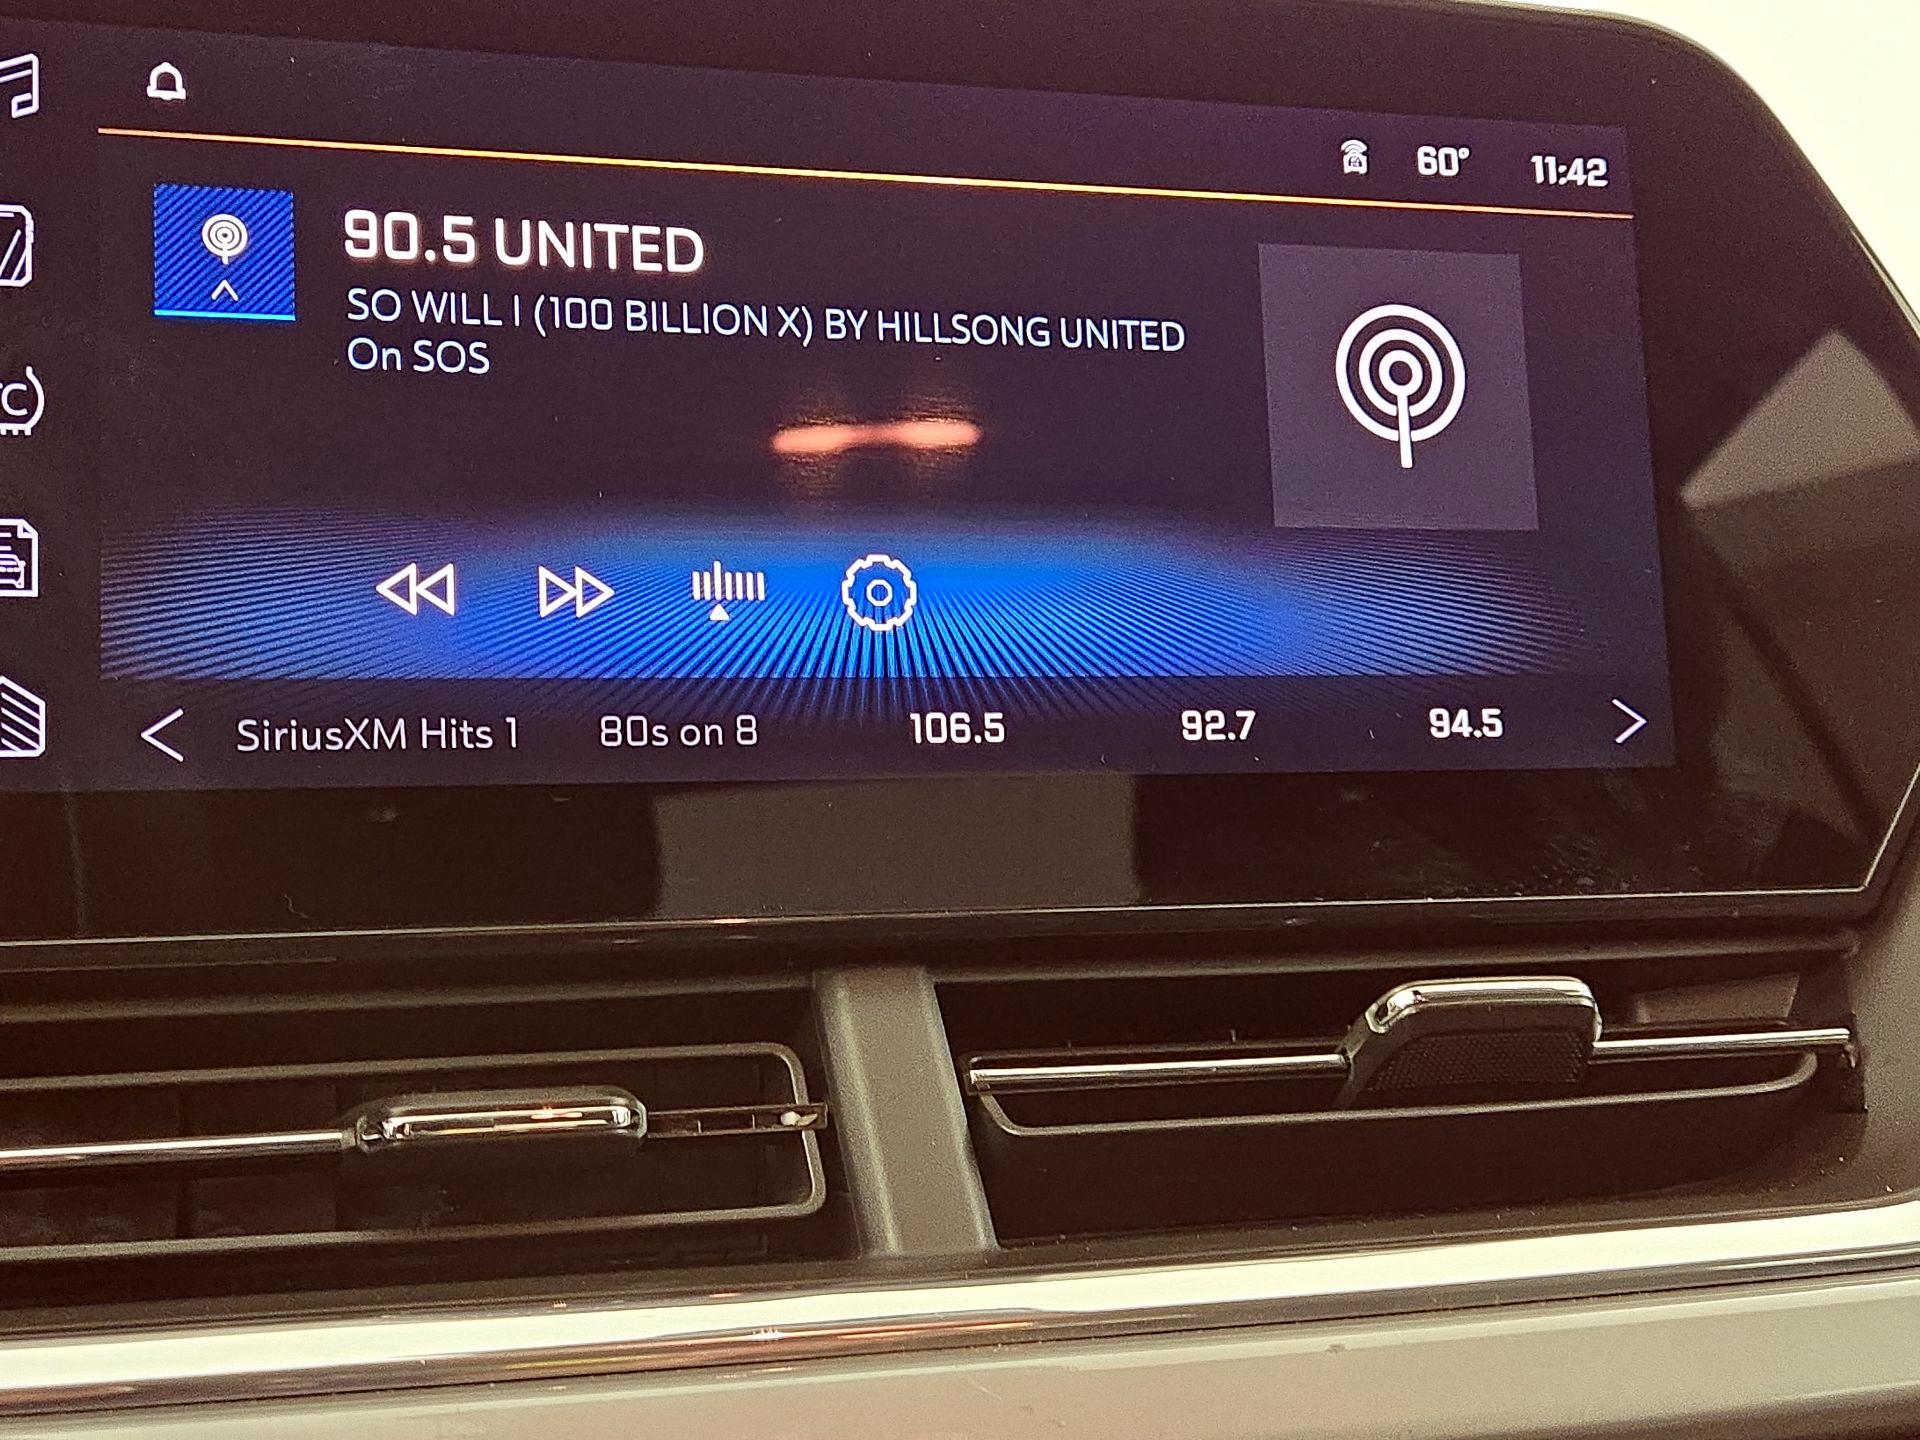 60° 11:42
90.5 UNITED
SO WILL I (100 BILLION X) BY HILLSONG UNITED
On SOS
SiriusXM Hits 1 80s on 8 106.5 92.7 94.5